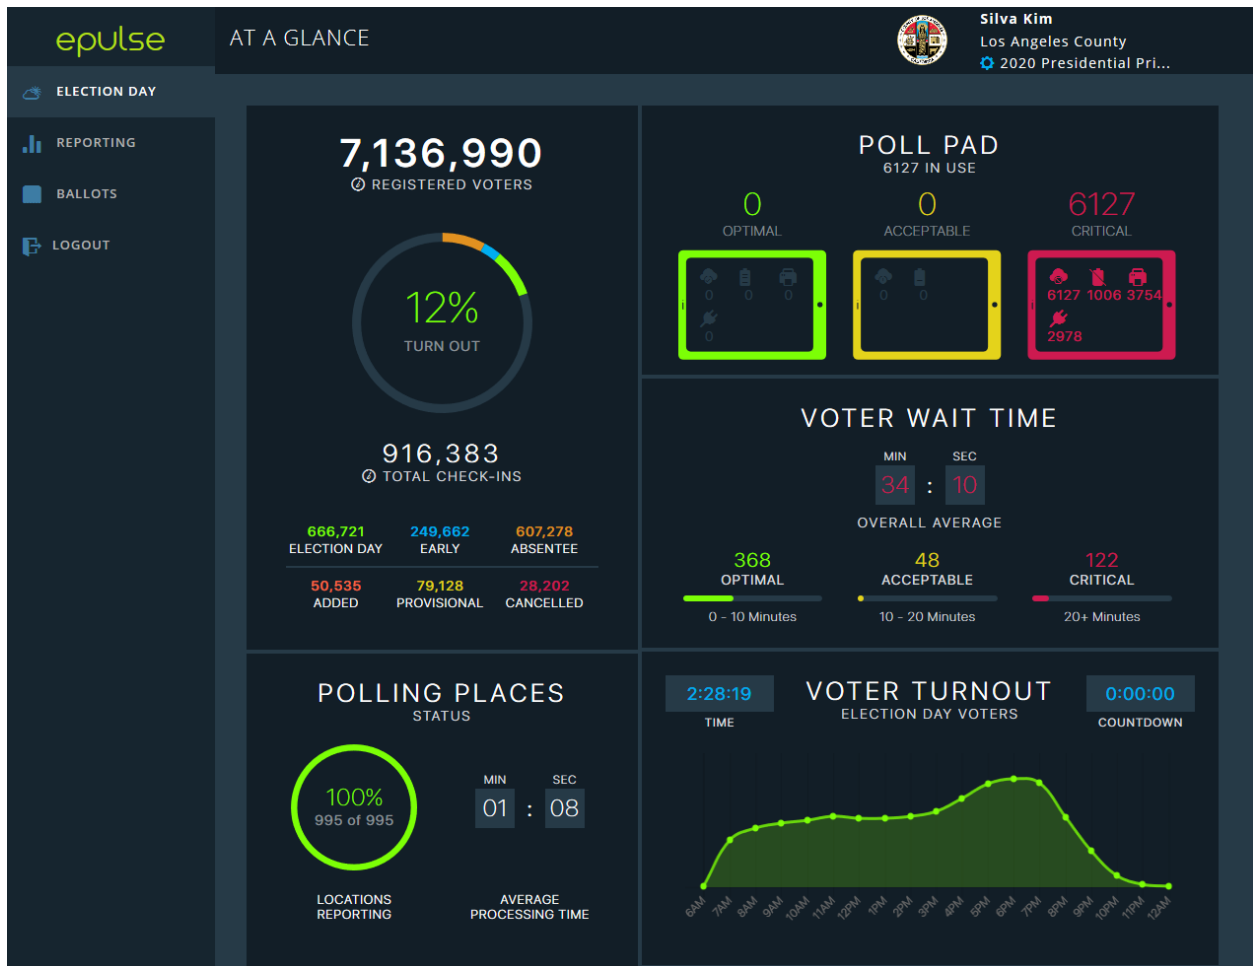 epulse
AT A GLANCE
Silva Kim
Los Angeles County
2020 Presidential Pri...
ELECTION DAY
REPORTING
BALLOTS
LOGOUT
7,136,990
REGISTERED VOTERS
12%
TURN OUT
916,383
TOTAL CHECK-INS
666,721 249,662 607,278
ELECTION DAY EARLY ABSENTEE
50,535 79,128 28,202
ADDED PROVISIONAL CANCELLED
POLL PAD
6127 IN USE
0 0 6127
OPTIMAL ACCEPTABLE CRITICAL
0 0 0 0 0 6127 1006 3754
0 2978
VOTER WAIT TIME
MIN SEC
34 : 10
OVERALL AVERAGE
368 48 122
OPTIMAL ACCEPTABLE CRITICAL
0 - 10 Minutes 10 - 20 Minutes 20+ Minutes
POLLING PLACES
STATUS
100%
995 of 995
MIN SEC
01 : 08
LOCATIONS
REPORTING
AVERAGE
PROCESSING TIME
2:28:19
TIME
VOTER TURNOUT
ELECTION DAY VOTERS
0:00:00
COUNTDOWN
6AM 7AM 8AM 9AM 10AM 11AM 12PM 1PM 2PM 3PM 4PM 5PM 6PM 7PM 8PM 9PM 10PM 11PM 12AM